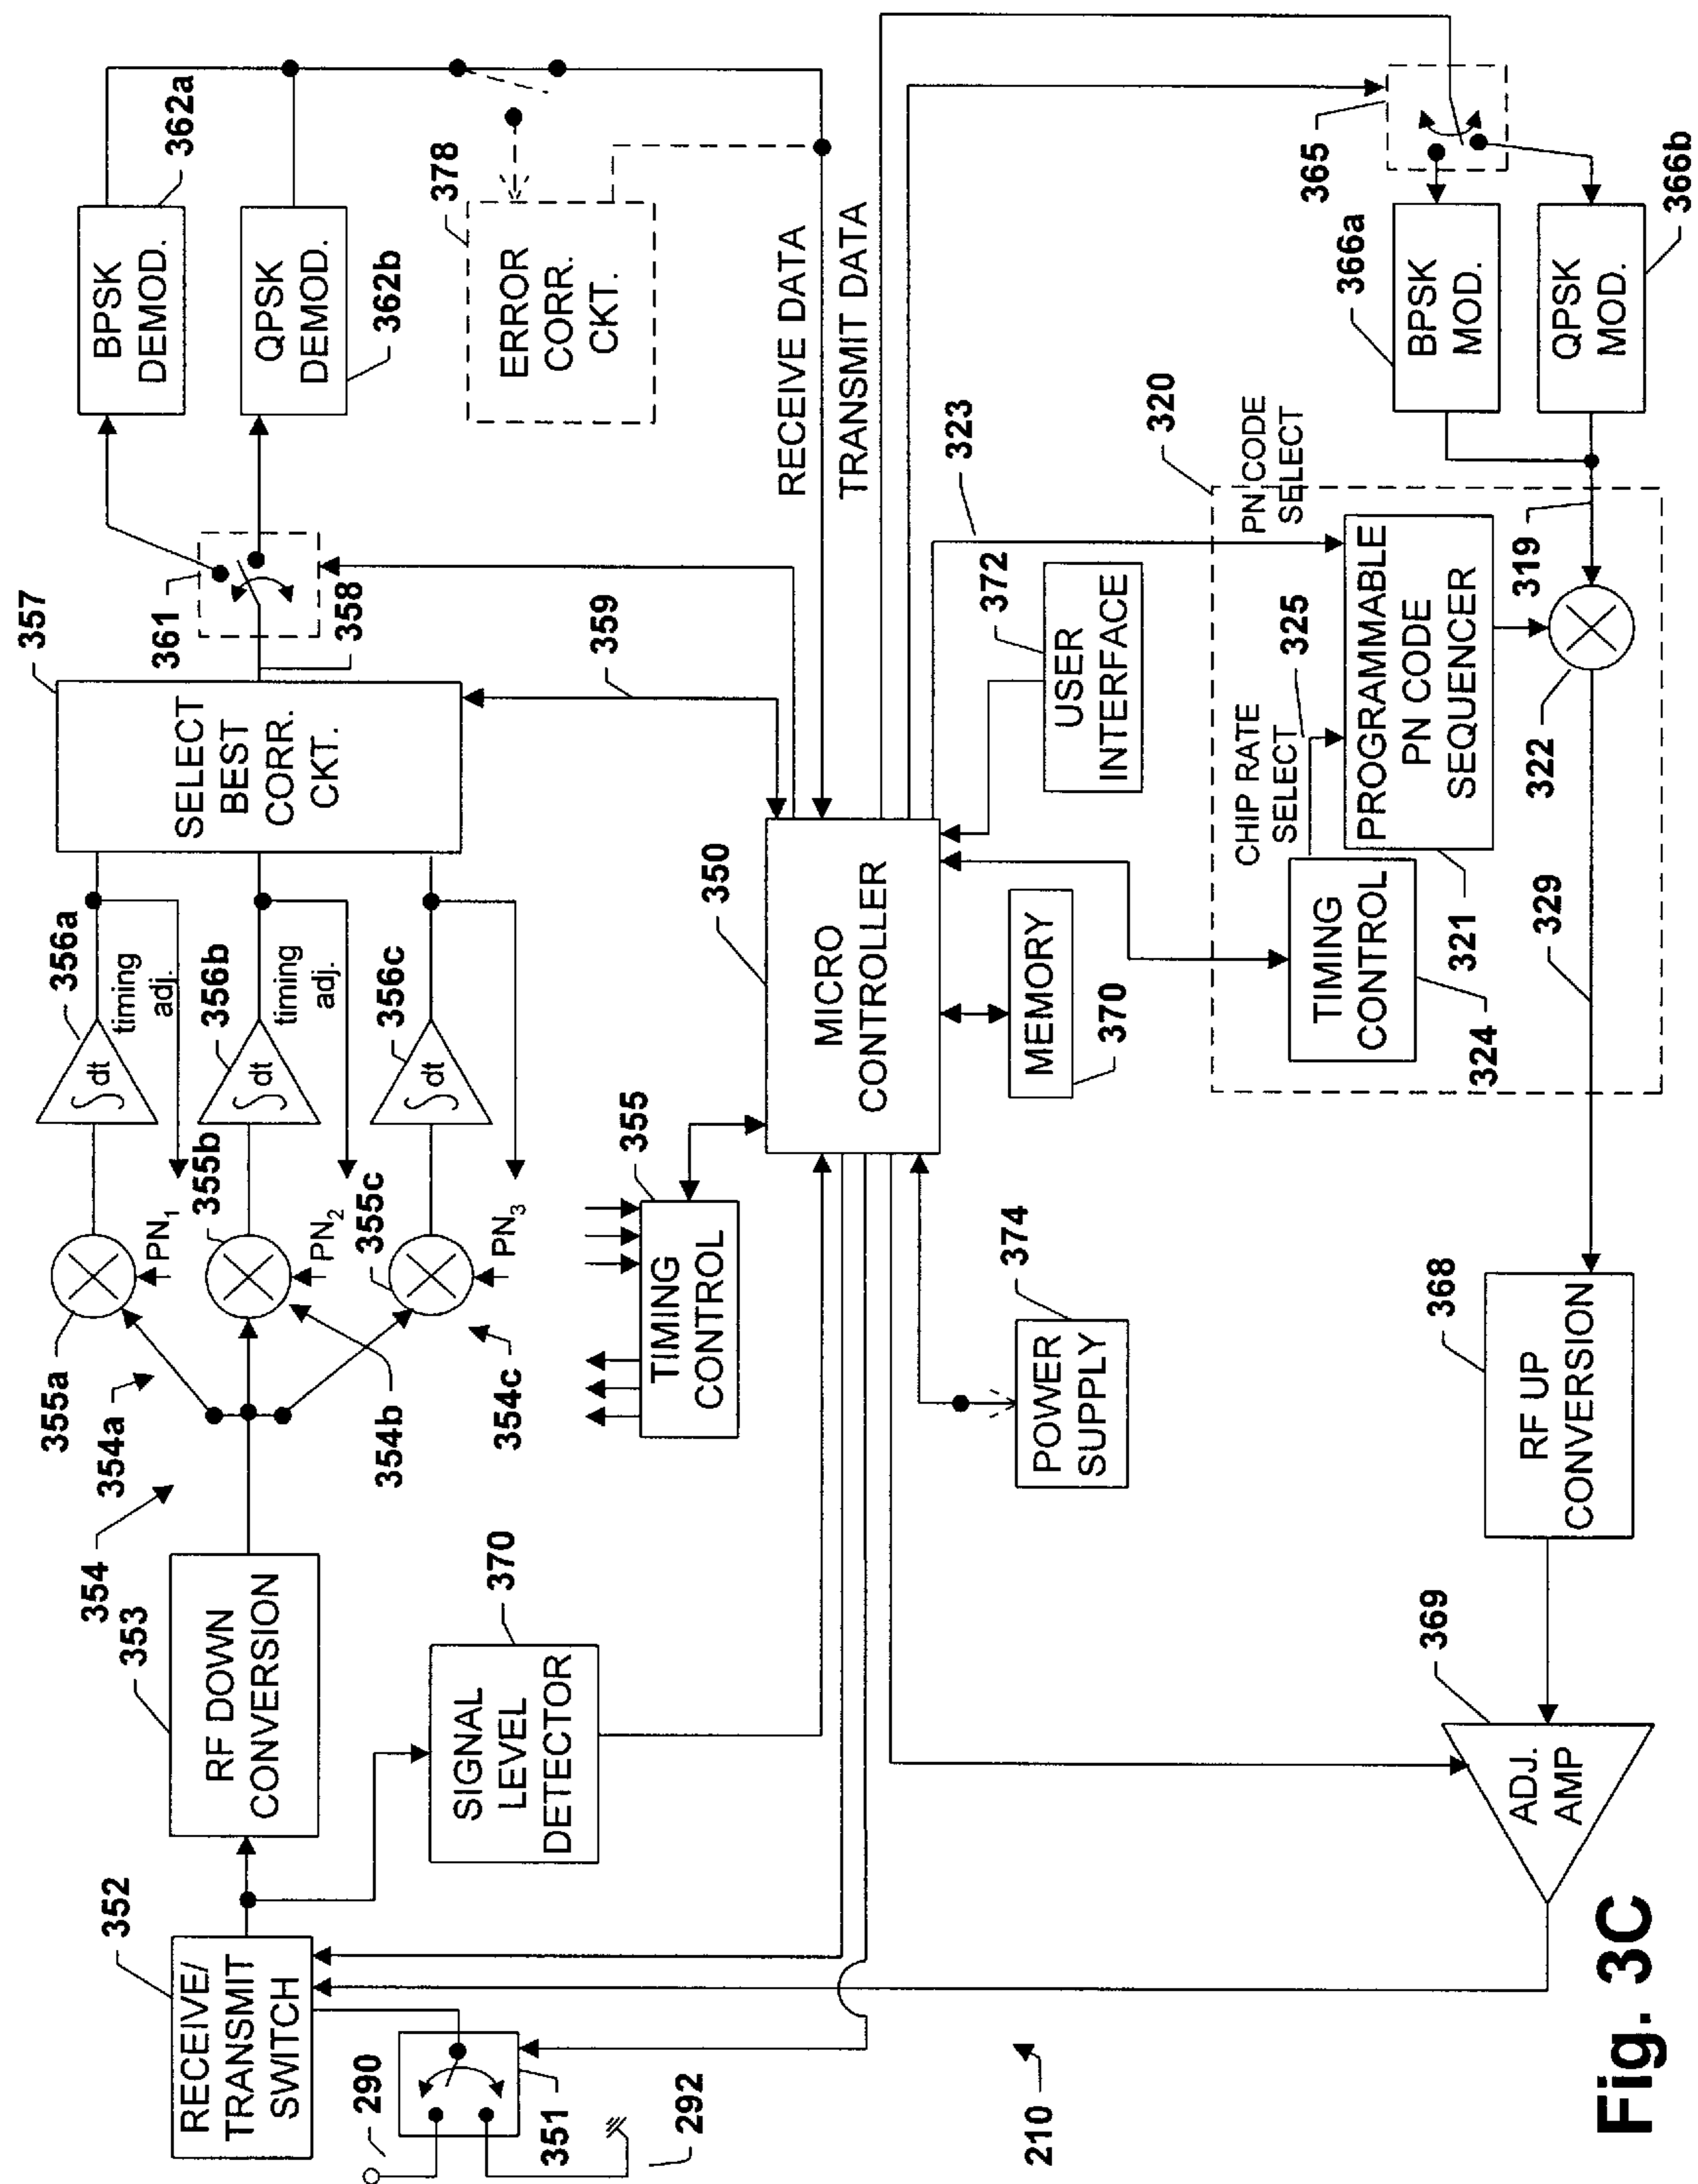 352
RECEIVE/
TRANSMIT
SWITCH
290
351
292
353
RF DOWN
CONVERSION
370
SIGNAL
LEVEL
DETECTOR
354
354a
354b
354c
355a
355b
355c
PN1
PN2
PN3
356a
∫dt
timing
adj.
356b
∫dt
timing
adj.
356c
∫dt
357
SELECT
BEST
CORR.
CKT.
358
359
361
BPSK
DEMOD.
362a
QPSK
DEMOD.
362b
378
ERROR
CORR.
CKT.
RECEIVE DATA
TRANSMIT DATA
355
TIMING
CONTROL
350
MICRO
CONTROLLER
MEMORY
370
372
USER
INTERFACE
374
POWER
SUPPLY
323
320
PN CODE
SELECT
CHIP RATE
SELECT
325
TIMING
CONTROL
324
PROGRAMMABLE
PN CODE
SEQUENCER
321
322
319
329
365
366a
BPSK
MOD.
QPSK
MOD.
366b
368
RF UP
CONVERSION
369
ADJ.
AMP
210
Fig. 3C